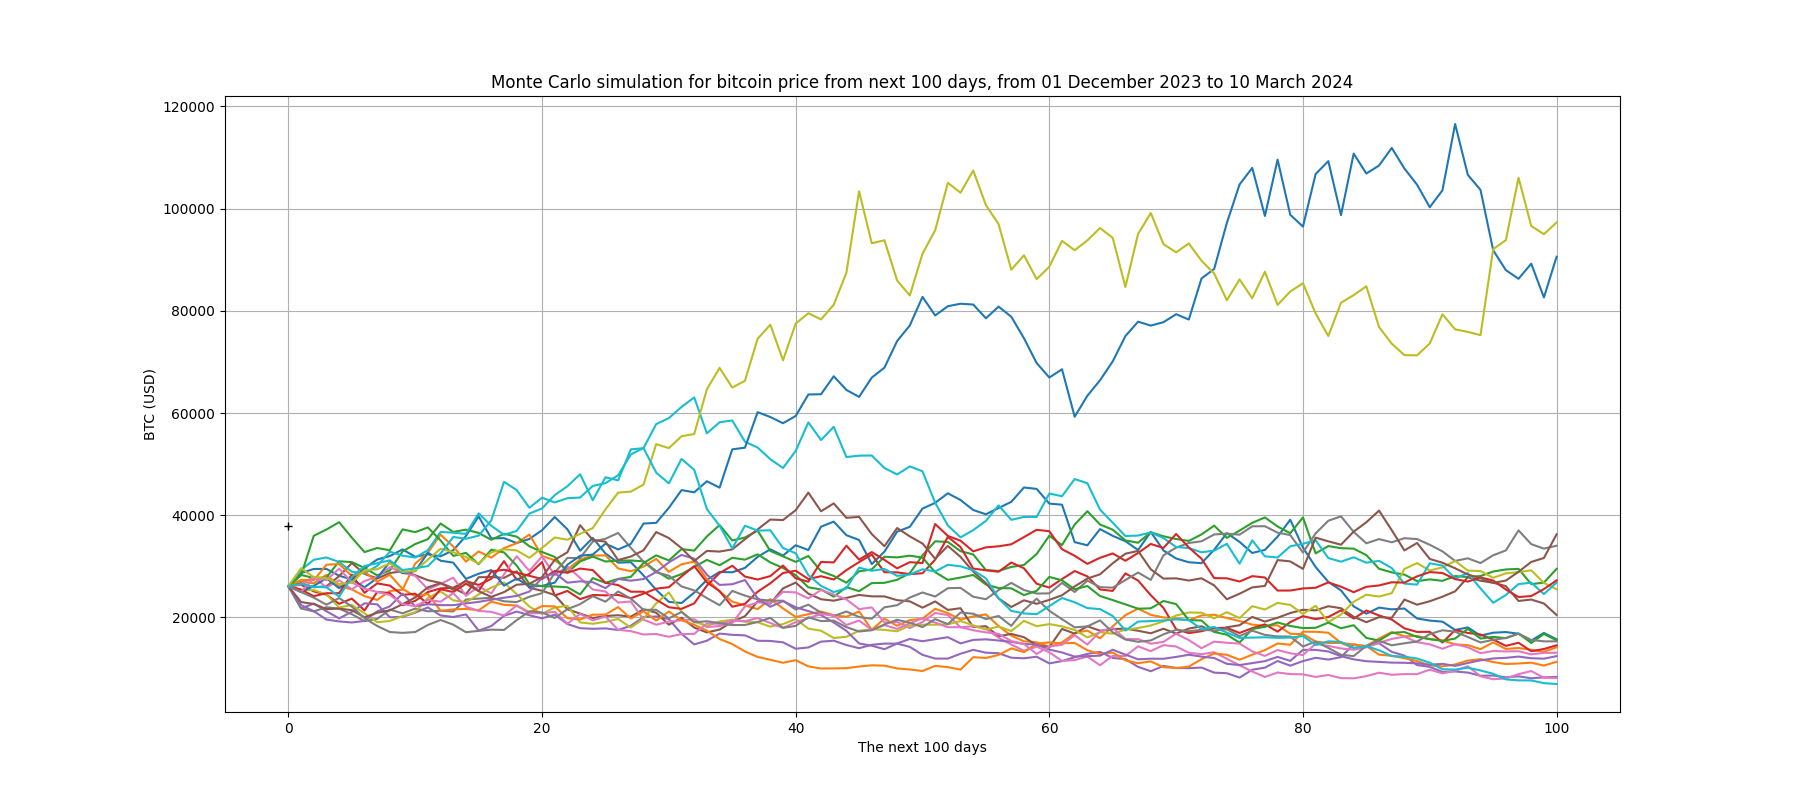 Monte Carlo simulation for bitcoin price from next 100 days, from 01 December 2023 to 10 March 2024
120000
100000
80000
60000
40000
20000
BTC (USD)
0 20 40 60 80 100
The next 100 days